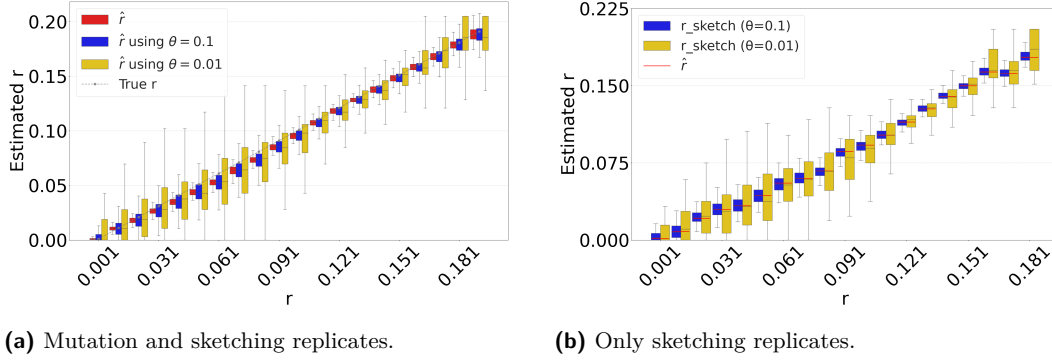 0.20
0.15
0.10
0.05
0.00
Estimated r
r̂
r̂ using θ = 0.1
r̂ using θ = 0.01
True r
0.001
0.031
0.061
0.091
0.121
0.151
0.181
r
(a) Mutation and sketching replicates.
0.225
0.150
0.075
0.000
Estimated r
r_sketch (θ=0.1)
r_sketch (θ=0.01)
r̂
0.001
0.031
0.061
0.091
0.121
0.151
0.181
r
(b) Only sketching replicates.